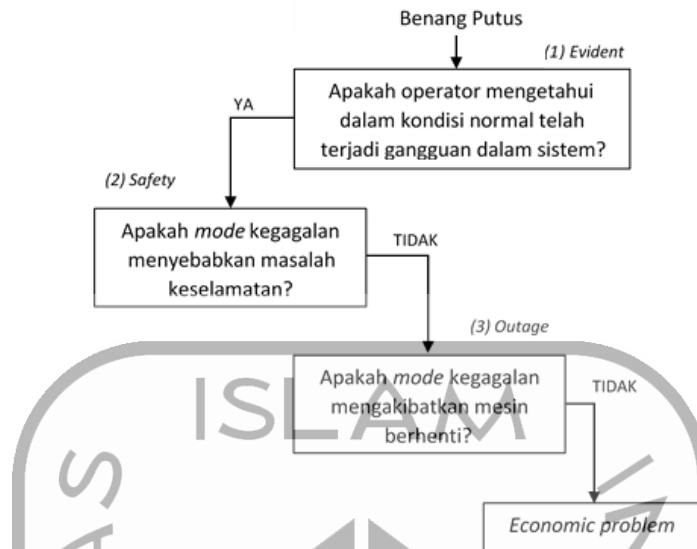 Benang Putus
(1) Evident
Apakah operator mengetahui
dalam kondisi normal telah
terjadi gangguan dalam sistem?
YA
(2) Safety
Apakah mode kegagalan
menyebabkan masalah
keselamatan?
TIDAK
(3) Outage
Apakah mode kegagalan
mengakibatkan mesin
berhenti?
TIDAK
Economic problem
ISLAM